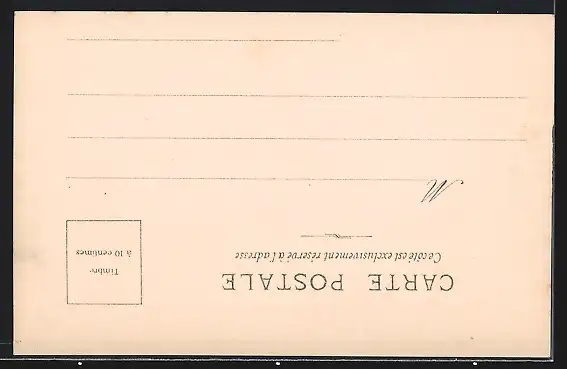 CARTE POSTALE
Ce côté est exclusivement réservé à l'adresse
Timbre
à 10 centimes
M